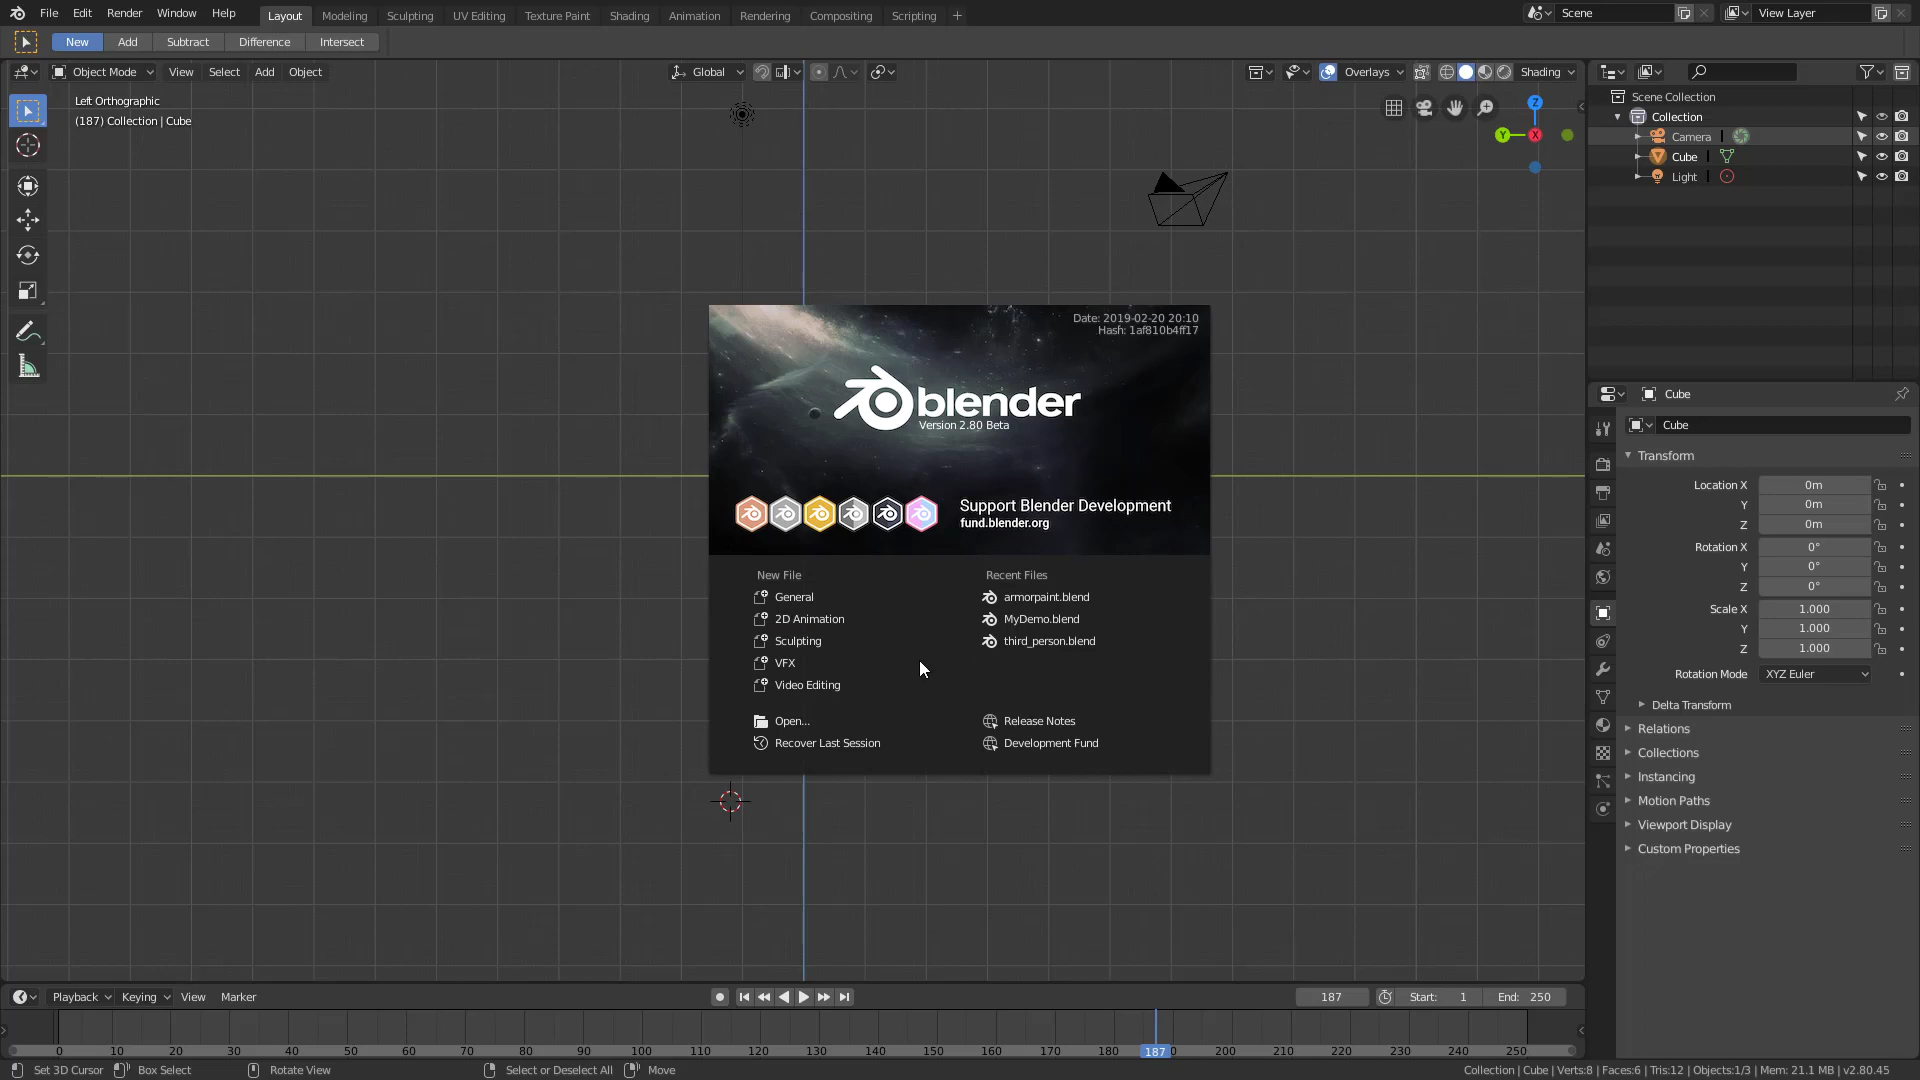 File Edit Render Window Help Layout Modeling Sculpting UV Editing Texture Paint Shading Animation Rendering Compositing Scripting + Scene View Layer
New Add Subtract Difference Intersect
Object Mode View Select Add Object Global Overlays Shading
Left Orthographic
(187) Collection | Cube
Z
Y
X
Scene Collection
Collection
Camera
Cube
Light
Date: 2019-02-20 20:10
Hash: 1af810b4ff17
blender
Version 2.80 Beta
Support Blender Development
fund.blender.org
New File
General
2D Animation
Sculpting
VFX
Video Editing
Open...
Recover Last Session
Recent Files
armorpaint.blend
MyDemo.blend
third_person.blend
Release Notes
Development Fund
Cube
Cube
Transform
Location X 0m
Y 0m
Z 0m
Rotation X 0°
Y 0°
Z 0°
Scale X 1.000
Y 1.000
Z 1.000
Rotation Mode XYZ Euler
Delta Transform
Relations
Collections
Instancing
Motion Paths
Viewport Display
Custom Properties
Playback Keying View Marker 187 Start: 1 End: 250
0 10 20 30 40 50 60 70 80 90 100 110 120 130 140 150 160 170 180 187 0 200 210 220 230 240 250
Set 3D Cursor Box Select Rotate View Select or Deselect All Move Collection | Cube | Verts:8 | Faces:6 | Tris:12 | Objects:1/3 | Mem: 21.1 MB | v2.80.45